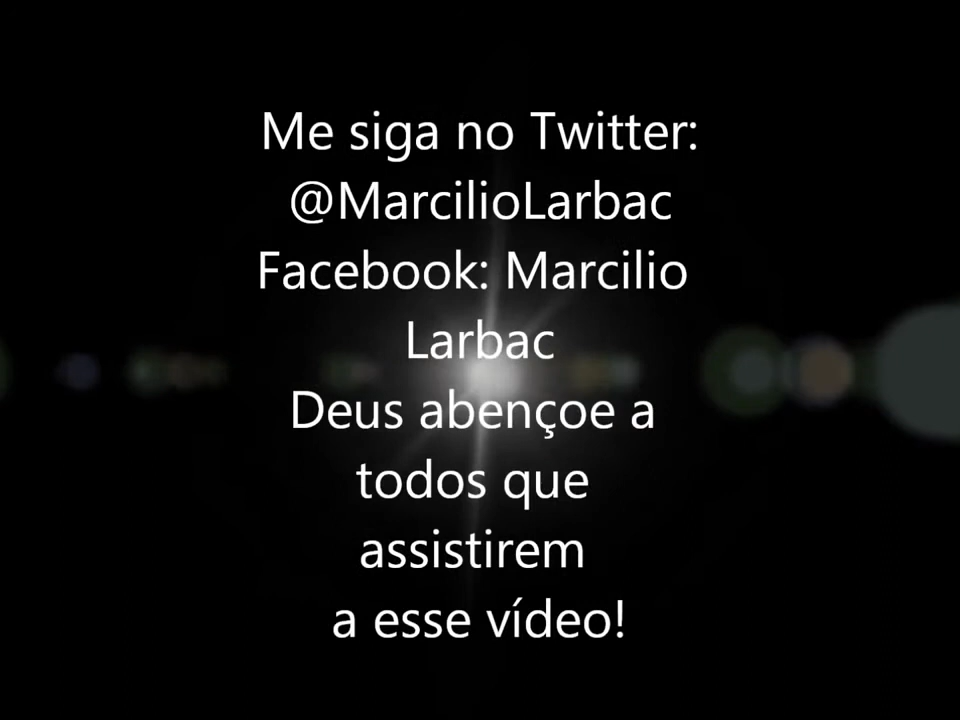 Me siga no Twitter:
@MarcilioLarbac
Facebook: Marcilio
Larbac
Deus abençoe a
todos que
assistirem
a esse vídeo!